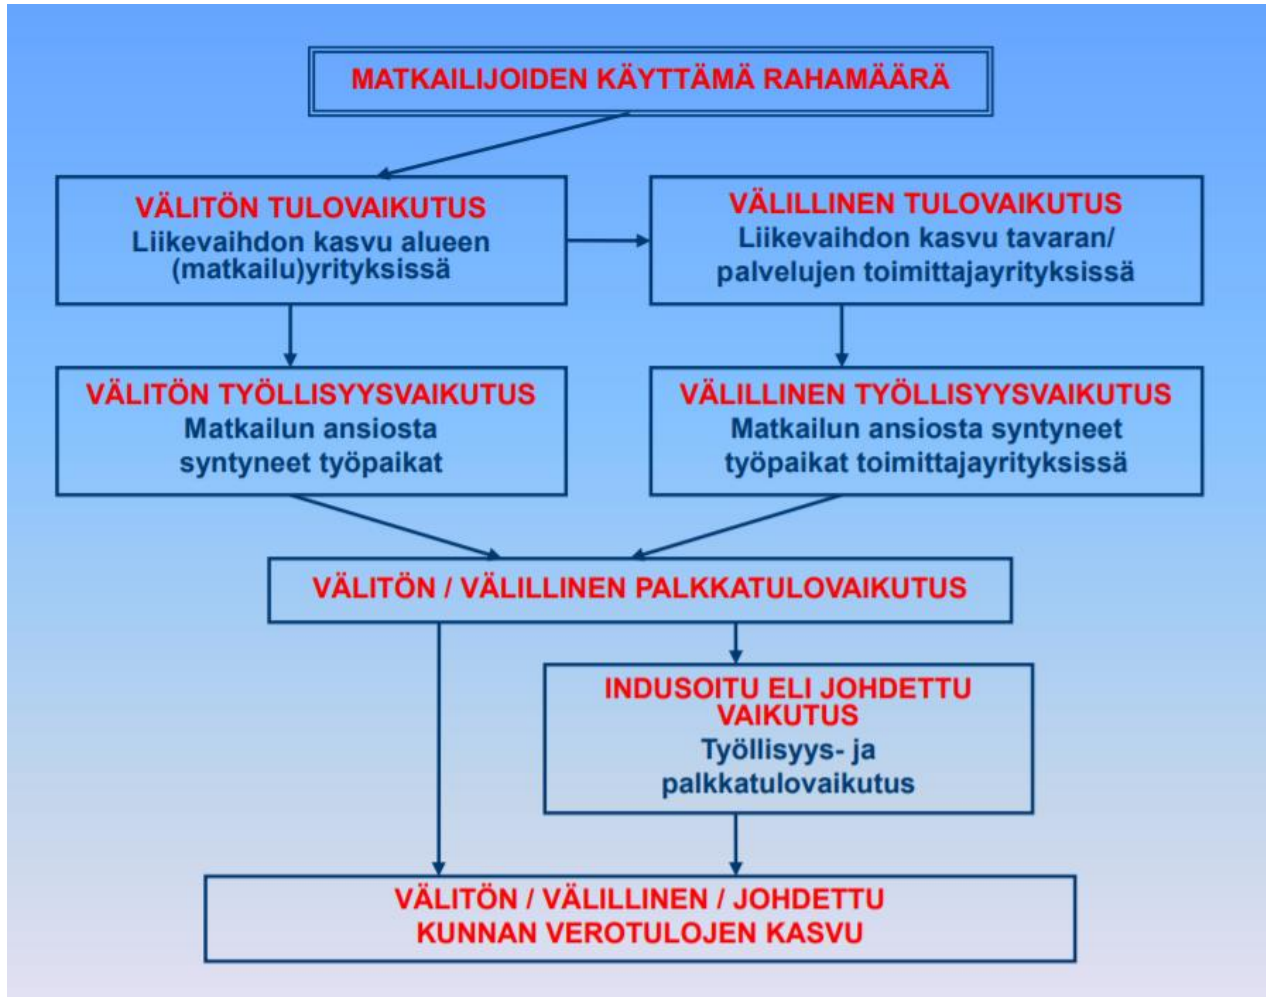 MATKAILIJOIDEN KÄYTTÄMÄ RAHAMÄÄRÄ
VÄLITÖN TULOVAIKUTUS
Liikevaihdon kasvu alueen
(matkailu)yrityksissä
VÄLILLINEN TULOVAIKUTUS
Liikevaihdon kasvu tavaran/
palvelujen toimittajayrityksissä
VÄLITÖN TYÖLLISYYSVAIKUTUS
Matkailun ansiosta
syntyneet työpaikat
VÄLILLINEN TYÖLLISYYSVAIKUTUS
Matkailun ansiosta syntyneet
työpaikat toimittajayrityksissä
VÄLITÖN / VÄLILLINEN PALKKATULOVAIKUTUS
INDUSOITU ELI JOHDETTU
VAIKUTUS
Työllisyys- ja
palkkatulovaikutus
VÄLITÖN / VÄLILLINEN / JOHDETTU
KUNNAN VEROTULOJEN KASVU